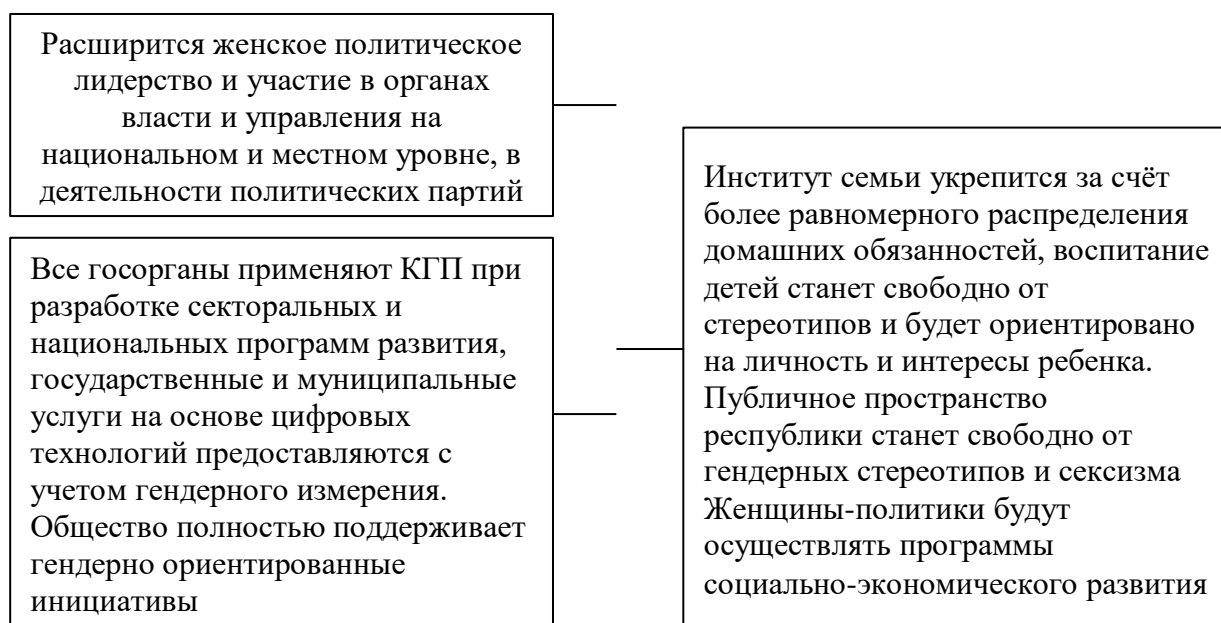 Расширится женское политическое
лидерство и участие в органах
власти и управления на
национальном и местном уровне, в
деятельности политических партий
Все госорганы применяют КГП при
разработке секторальных и
национальных программ развития,
государственные и муниципальные
услуги на основе цифровых
технологий предоставляются с
учетом гендерного измерения.
Общество полностью поддерживает
гендерно ориентированные
инициативы
Институт семьи укрепится за счёт
более равномерного распределения
домашних обязанностей, воспитание
детей станет свободно от
стереотипов и будет ориентировано
на личность и интересы ребенка.
Публичное пространство
республики станет свободно от
гендерных стереотипов и сексизма
Женщины-политики будут
осуществлять программы
социально-экономического развития